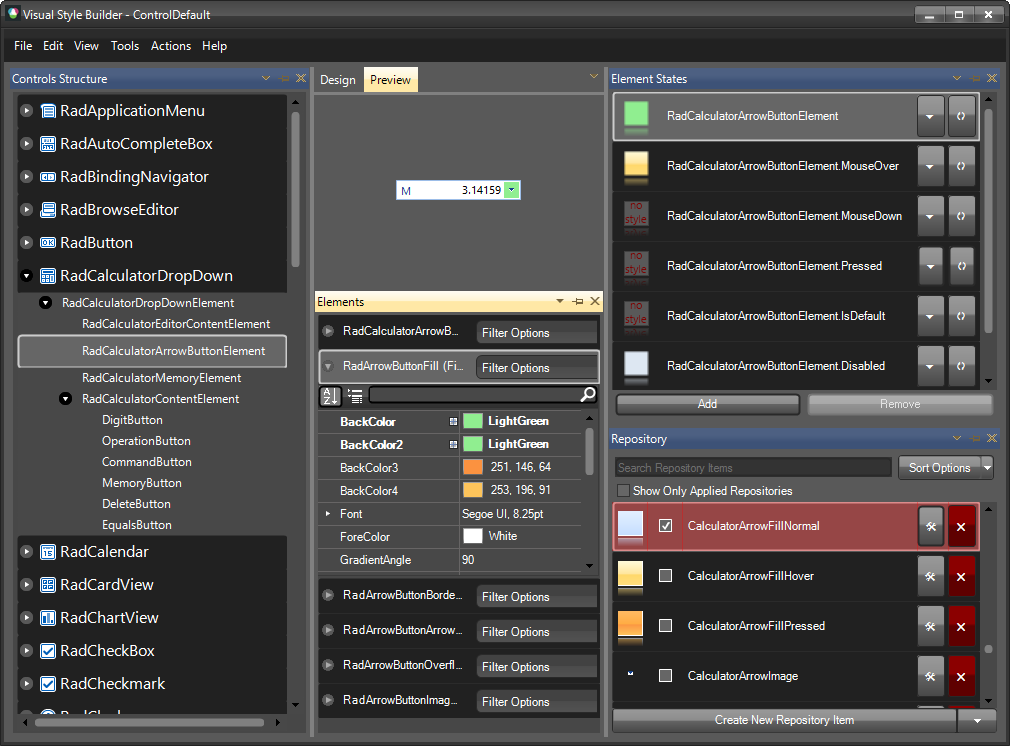 Visual Style Builder - ControlDefault
File Edit View Tools Actions Help
Controls Structure
RadApplicationMenu
RadAutoCompleteBox
RadBindingNavigator
RadBrowseEditor
RadButton
RadCalculatorDropDown
RadCalculatorDropDownElement
RadCalculatorEditorContentElement
RadCalculatorArrowButtonElement
RadCalculatorMemoryElement
RadCalculatorContentElement
DigitButton
OperationButton
CommandButton
MemoryButton
DeleteButton
EqualsButton
RadCalendar
RadCardView
RadChartView
RadCheckBox
RadCheckmark
Design Preview
M 3.14159
Elements
RadCalculatorArrowB... Filter Options
RadArrowButtonFill (Fi... Filter Options
BackColor LightGreen
BackColor2 LightGreen
BackColor3 251, 146, 64
BackColor4 253, 196, 91
Font Segoe UI, 8.25pt
ForeColor White
GradientAngle 90
RadArrowButtonBorde... Filter Options
RadArrowButtonArrow... Filter Options
RadArrowButtonOverfl... Filter Options
RadArrowButtonImag... Filter Options
Element States
RadCalculatorArrowButtonElement
RadCalculatorArrowButtonElement.MouseOver
no style RadCalculatorArrowButtonElement.MouseDown
no style RadCalculatorArrowButtonElement.Pressed
no style RadCalculatorArrowButtonElement.IsDefault
RadCalculatorArrowButtonElement.Disabled
Add Remove
Repository
Search Repository Items Sort Options
Show Only Applied Repositories
CalculatorArrowFillNormal
CalculatorArrowFillHover
CalculatorArrowFillPressed
CalculatorArrowImage
Create New Repository Item